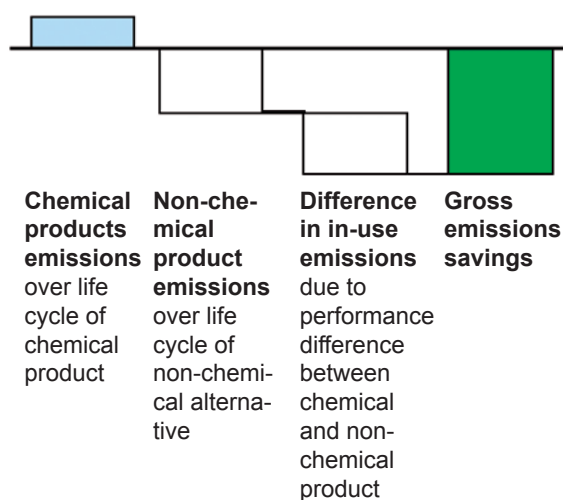 Chemical
products
emissions
over life
cycle of
chemical
product
Non-che-
mical
product
emissions
over life
cycle of
non-chemi-
cal alterna-
tive
Difference
in in-use
emissions
due to
performance
difference
between
chemical
and non-
chemical
product
Gross
emissions
savings